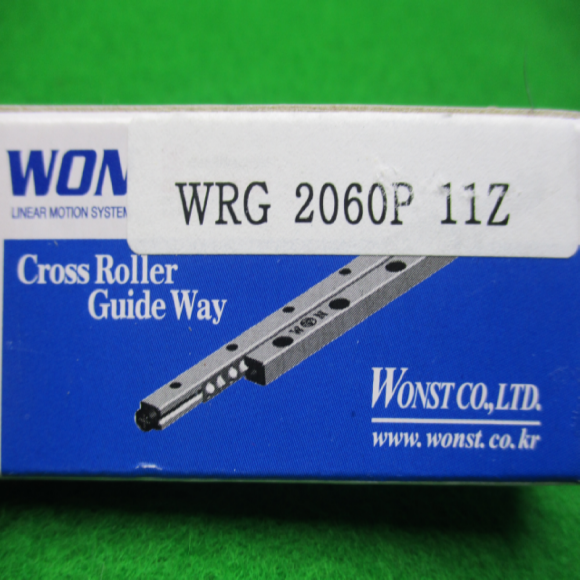 WON
LINEAR MOTION SYSTEM
WRG 2060P 11Z
Cross Roller
Guide Way
W N
WONST CO., LTD.
www.wonst.co.kr